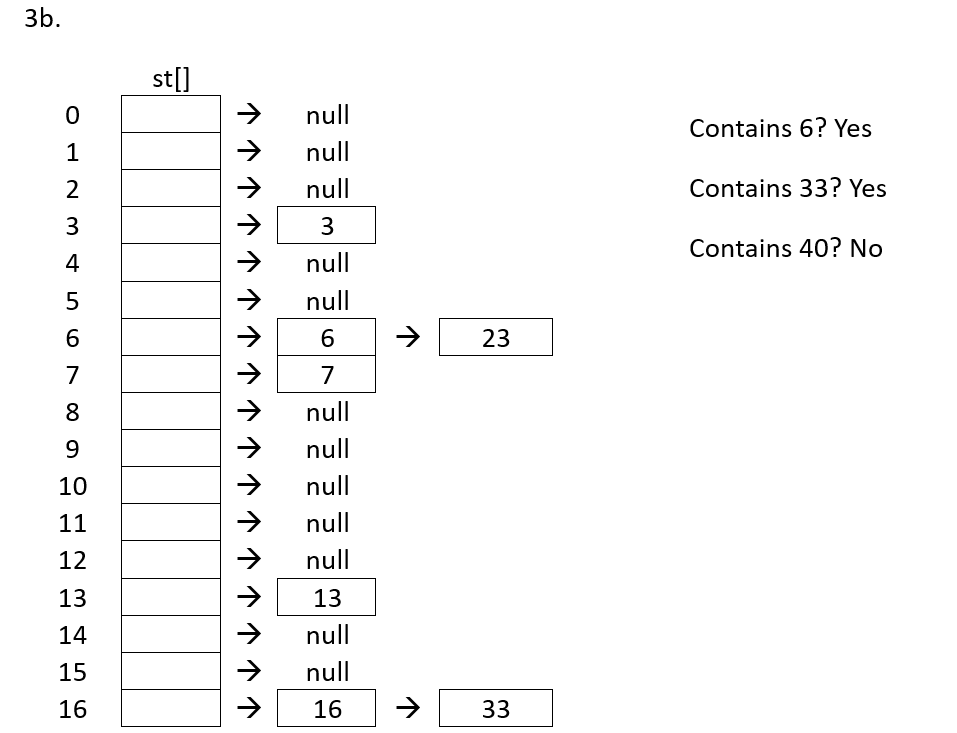 3b.
st[]
0 → null
Contains 6? Yes
1 → null
2 → null
Contains 33? Yes
3 → 3
Contains 40? No
4 → null
5 → null
6 → 6 → 23
7 → 7
8 → null
9 → null
10 → null
11 → null
12 → null
13 → 13
14 → null
15 → null
16 → 16 → 33